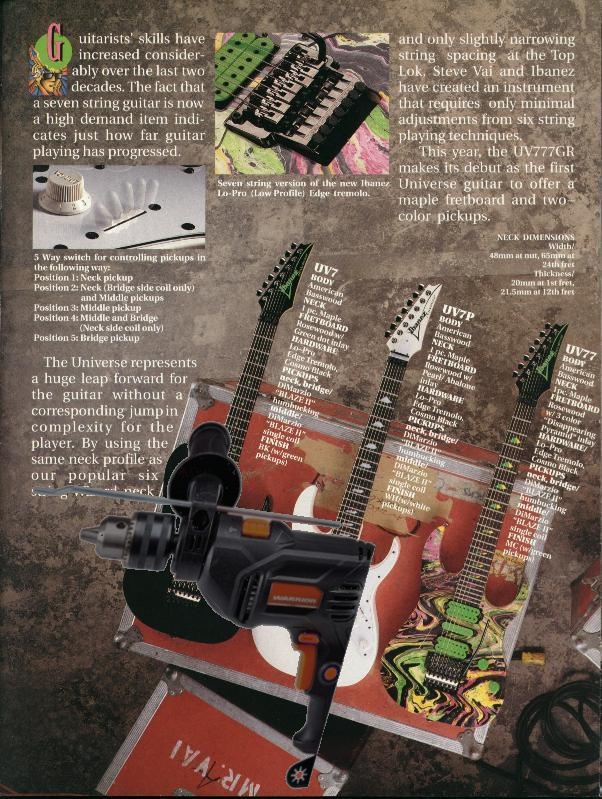 Guitarists' skills have
increased consider-
ably over the last two
decades. The fact that
a seven string guitar is now
a high demand item indi-
cates just how far guitar
playing has progressed.
5 Way switch for controlling pickups in
the following way:
Position 1: Neck pickup
Position 2: Neck (Bridge side coil only)
and Middle pickups
Position 3: Middle pickup
Position 4: Middle and Bridge
(Neck side coil only)
Position 5: Bridge pickup
The Universe represents
a huge leap forward for
the guitar without a
corresponding jump in
complexity for the
player. By using the
same neck profile as
our popular six
Seven string version of the new Ibanez
Lo-Pro (Low Profile) Edge tremolo.
and only slightly narrowing
string spacing at the Top
Lok, Steve Vai and Ibanez
have created an instrument
that requires only minimal
adjustments from six string
playing techniques.
This year, the UV777GR
makes its debut as the first
Universe guitar to offer a
maple fretboard and two-
color pickups.
NECK DIMENSIONS
Width/
48mm at nut, 65mm at
24th fret
Thickness/
20mm at 1st fret,
21.5mm at 12th fret
UV7
BODY
American
Basswood
NECK
1 pc. Maple
FRETBOARD
Rosewood w/
Green dot inlay
HARDWARE
Lo-Pro
Edge Tremolo,
Cosmo Black
PICKUPS
neck, bridge/
DiMarzio
"BLAZE II"
humbucking
middle/
DiMarzio
"BLAZE II"
single coil
FINISH
BK (w/green
pickups)
UV7P
BODY
American
Basswood
NECK
1 pc. Maple
FRETBOARD
Rosewood w/
Pearl/Abalone
inlay
HARDWARE
Lo-Pro
Edge Tremolo,
Cosmo Black
PICKUPS
neck, bridge/
DiMarzio
"BLAZE II"
humbucking
middle/
DiMarzio
"BLAZE II"
single coil
FINISH
WH (w/white
pickups)
UV77
BODY
American
Basswood
NECK
1 pc. Maple
FRETBOARD
Rosewood
w/3 color
"Disappearing
Pyramid" inlay
HARDWARE/
Lo Pro
Edge Tremolo,
Cosmo Black
PICKUPS
neck, bridge/
DiMarzio
"BLAZE II"
humbucking
middle/
DiMarzio
"BLAZE II"
single coil
FINISH
MC (w/green
pickups)
Ibanez
WARRIOR
MR. VAI